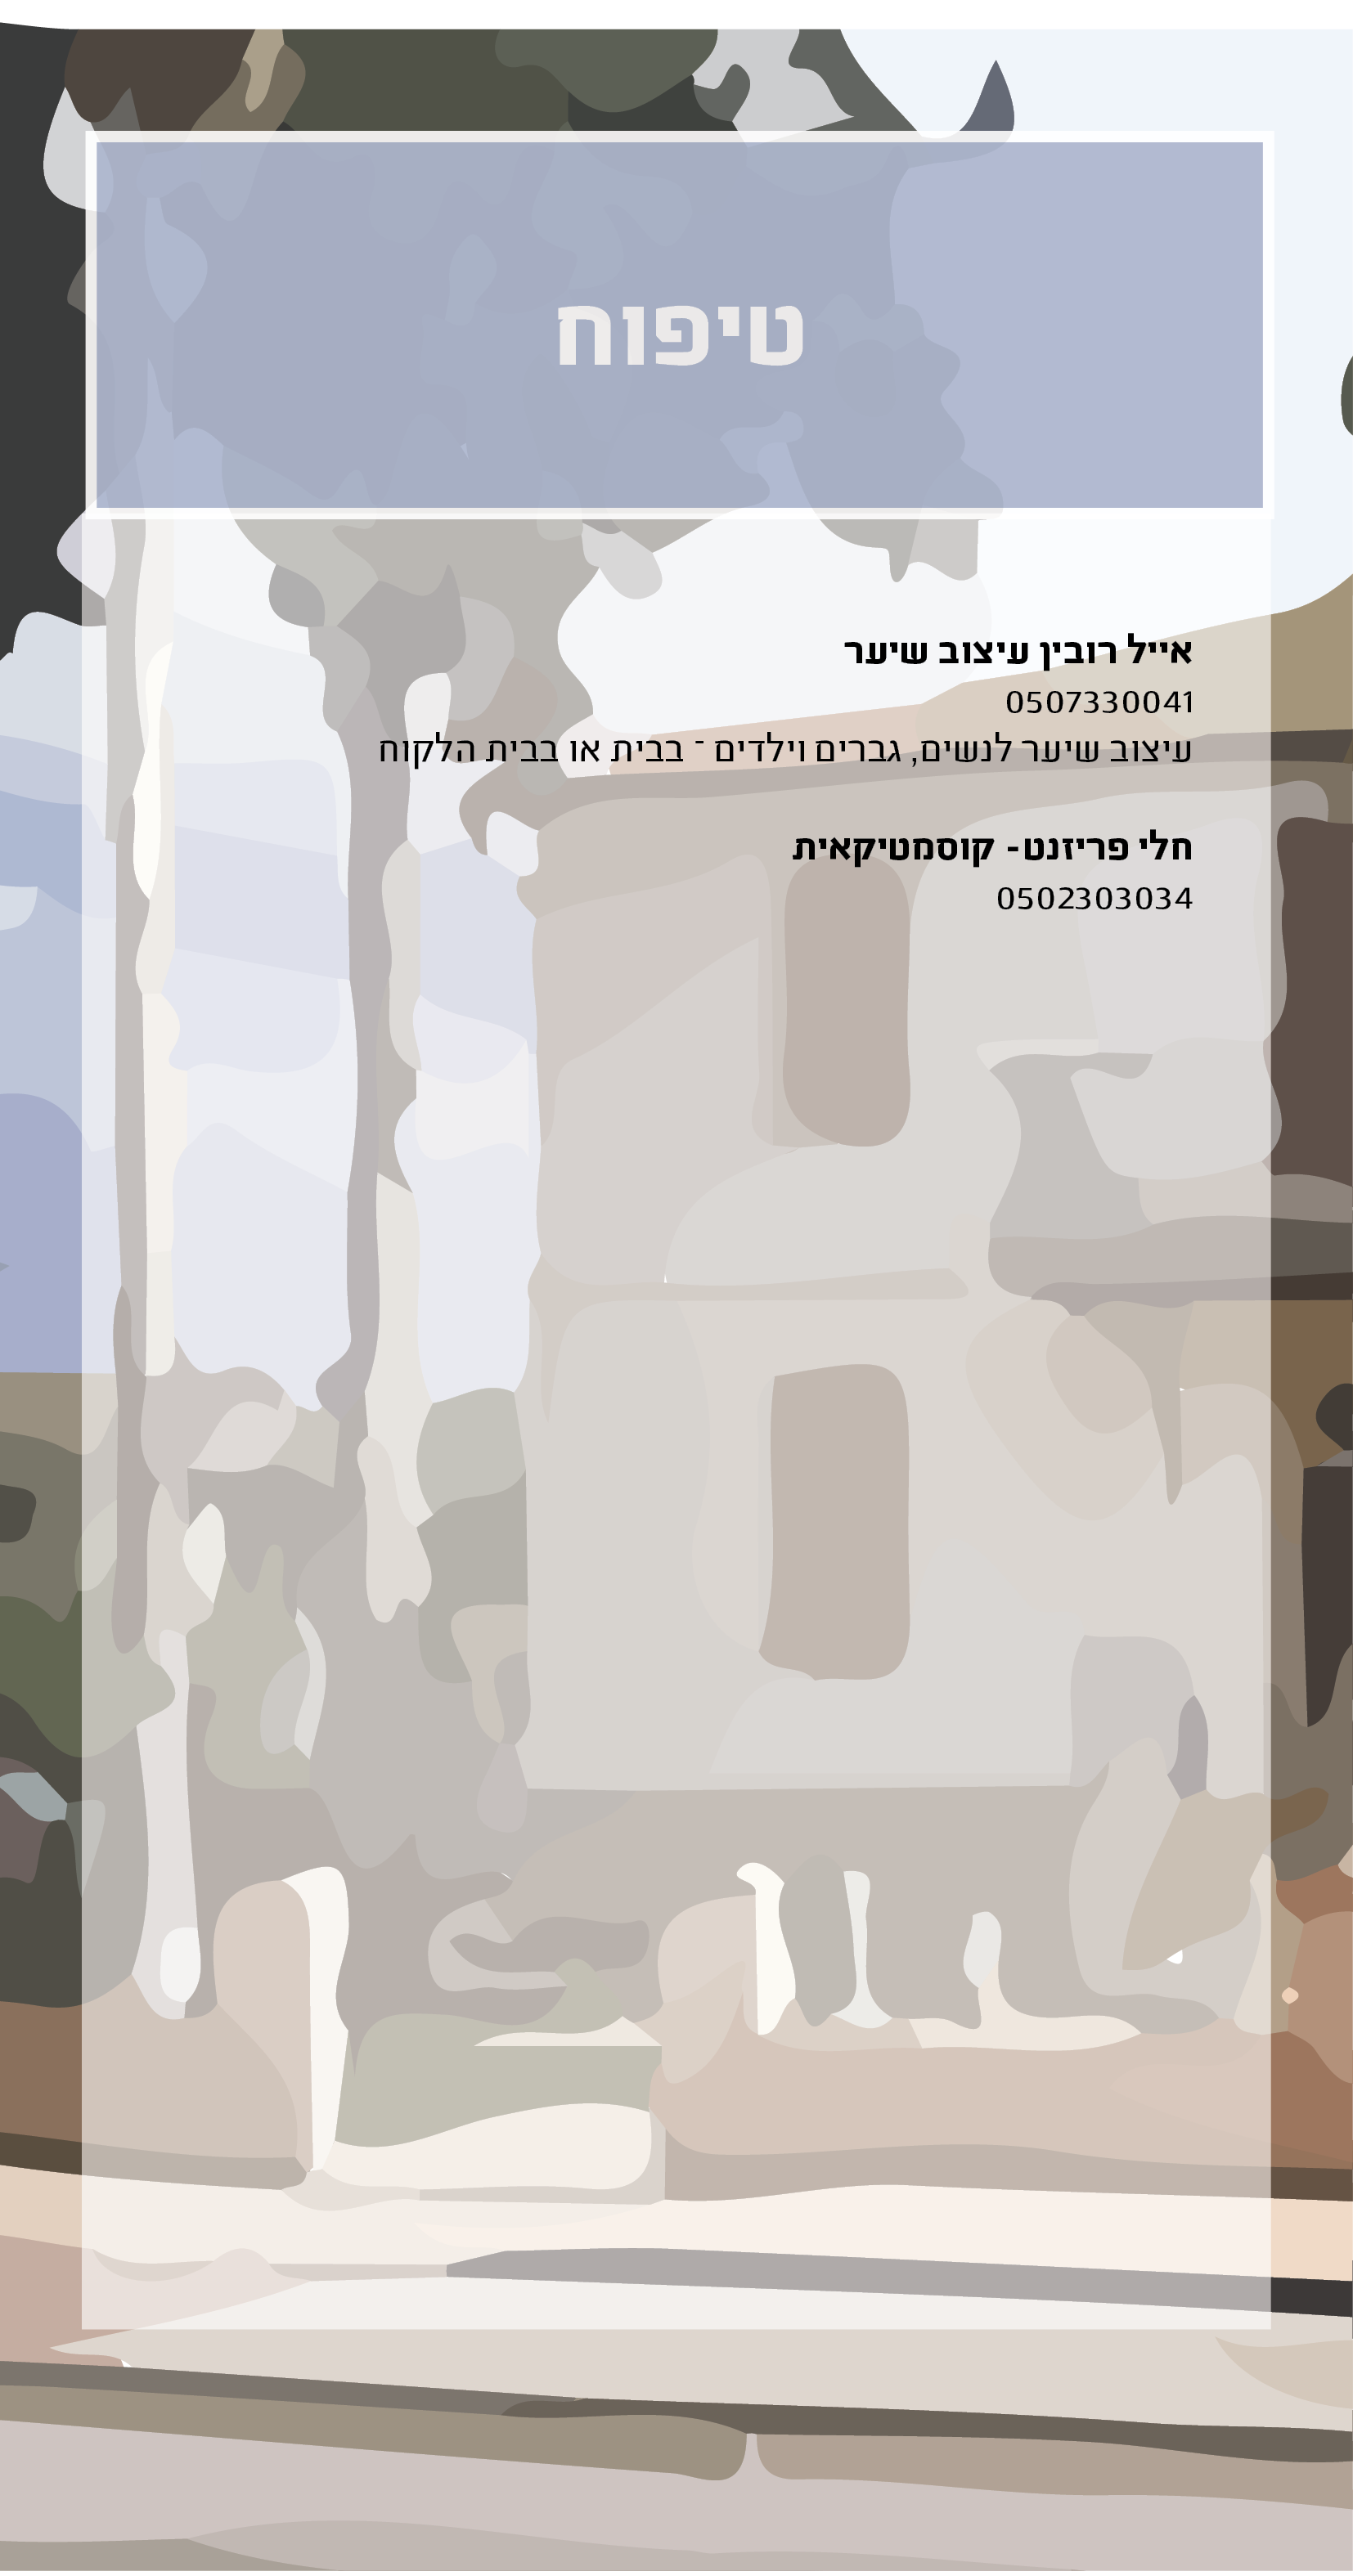 טיפוח
אייל רובין עיצוב שיער
0507330041
עיצוב שיער לנשים, גברים וילדים - בבית או בבית הלקוח
חלי פריזנט- קוסמטיקאית
0502303034